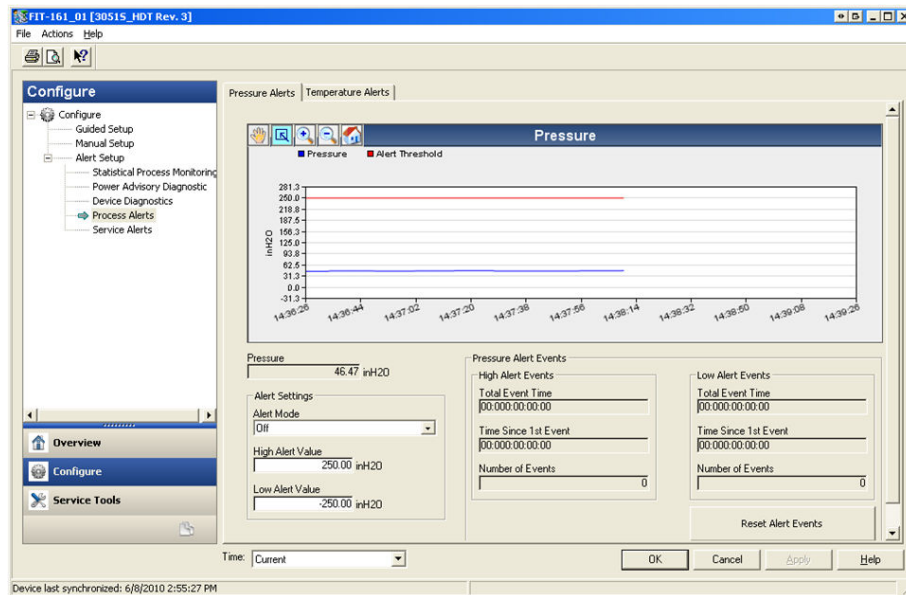 FIT-161_01 [3051S_HDT Rev. 3]
File Actions Help
Configure
Configure
Guided Setup
Manual Setup
Alert Setup
Statistical Process Monitoring
Power Advisory Diagnostic
Device Diagnostics
Process Alerts
Service Alerts
Overview
Configure
Service Tools
Pressure Alerts Temperature Alerts
Pressure
Pressure Alert Threshold
inH2O
281.3
250.0
218.8
187.5
156.3
125.0
93.8
62.5
31.3
0.0
-31.3
14:36:26 14:36:44 14:37:02 14:37:20 14:37:38 14:37:56 14:38:14 14:38:32 14:38:50 14:39:08 14:39:26
Pressure
46.47 inH2O
Alert Settings
Alert Mode
Off
High Alert Value
250.00 inH2O
Low Alert Value
-250.00 inH2O
Pressure Alert Events
High Alert Events
Total Event Time
00:000:00:00:00
Time Since 1st Event
00:000:00:00:00
Number of Events
0
Low Alert Events
Total Event Time
00:000:00:00:00
Time Since 1st Event
00:000:00:00:00
Number of Events
0
Reset Alert Events
Time: Current
OK Cancel Apply Help
Device last synchronized: 6/8/2010 2:55:27 PM